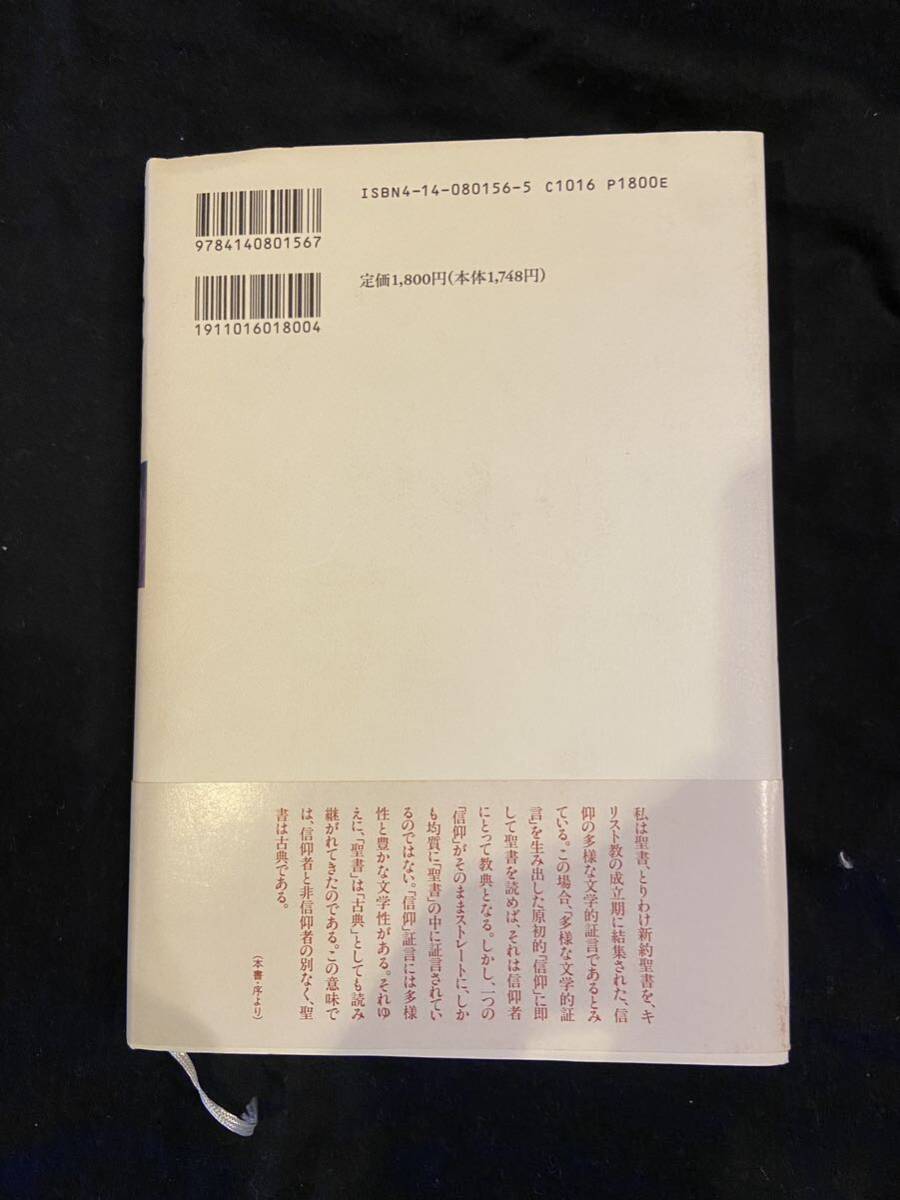 ISBN4-14-080156-5 C1016 P1800E
9784140801567
定価1,800円(本体1,748円)
1911016018004
私は聖書、とりわけ新約聖書を、キ
リスト教の成立期に結集された、信
仰の多様な文学的証言であるとみ
ている。この場合、「多様な文学的証
言」を生み出した原初的「信仰」に即
して聖書を読めば、それは信仰者
にとって教典となる。しかし、一つの
「信仰」がそのままストレートに、しか
も均質に「聖書」の中に証言されてい
るのではない。「信仰」証言には多様
性と豊かな文学性がある。それゆ
えに、「聖書」は「古典」としても読み
継がれてきたのである。この意味で
は、信仰者と非信仰者の別なく、聖
書は古典である。
(本書・序より)